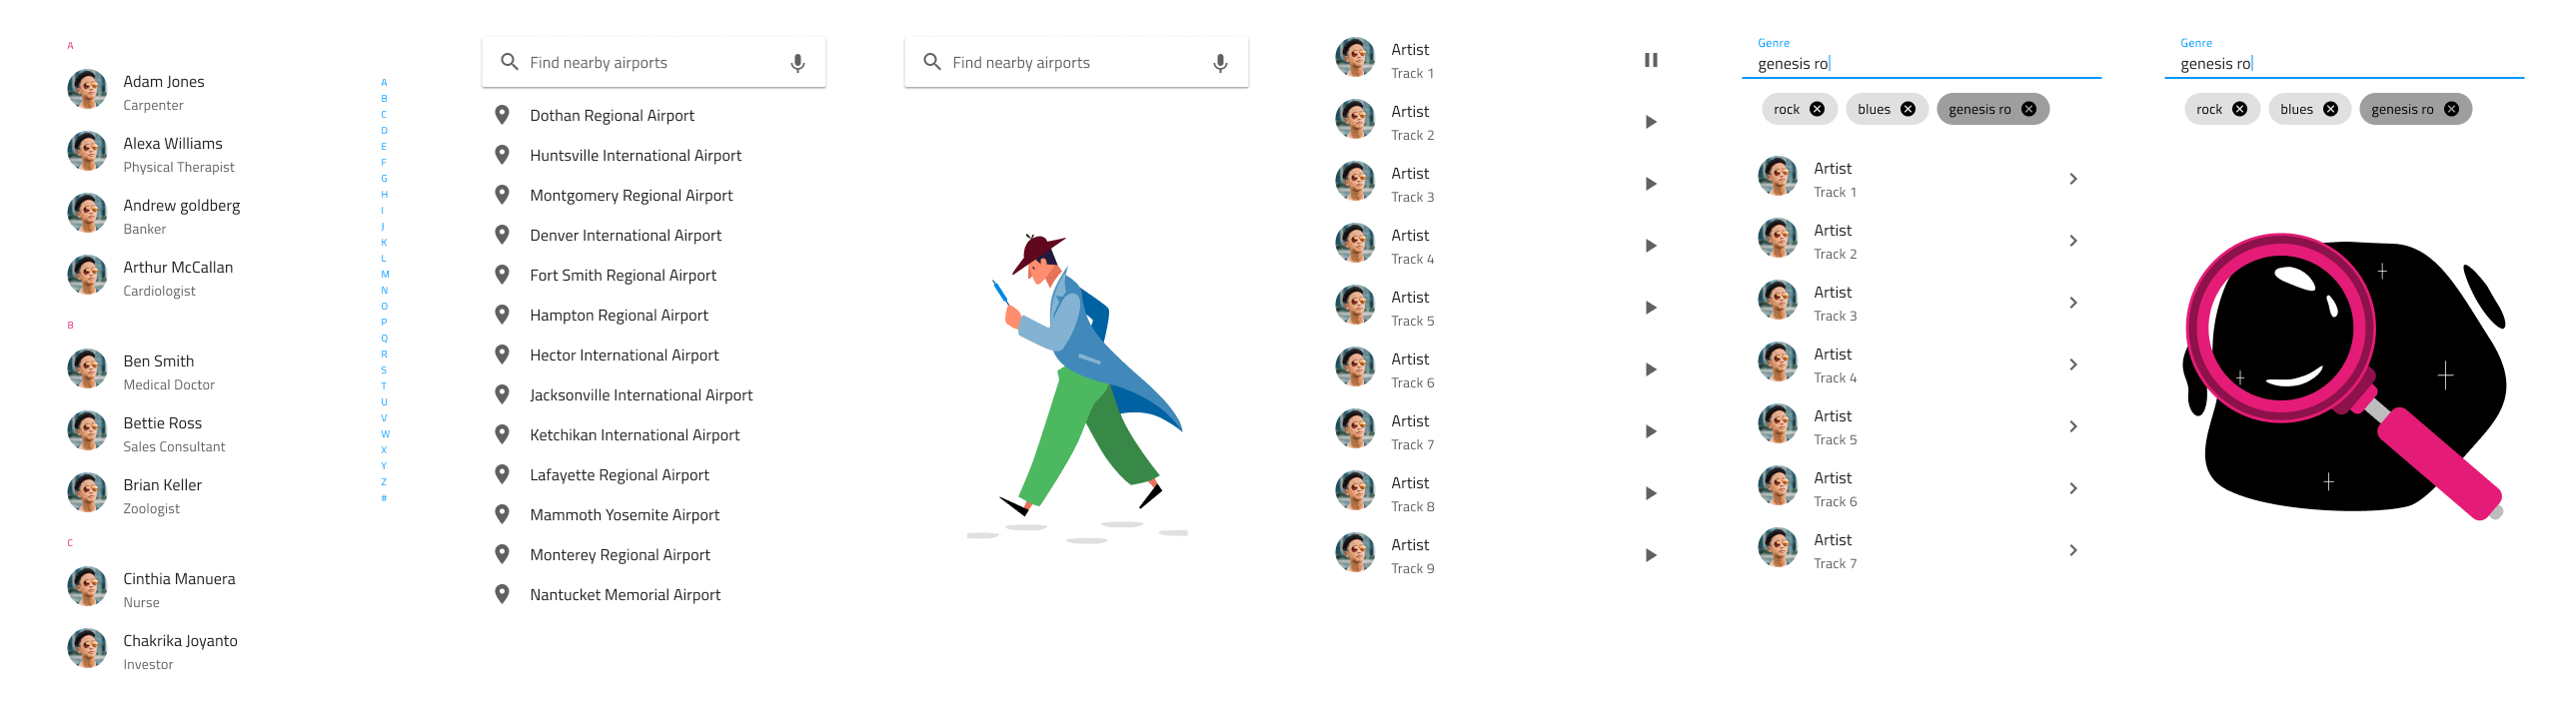 A
Adam Jones
Carpenter
Alexa Williams
Physical Therapist
Andrew goldberg
Banker
Arthur McCallan
Cardiologist
B
Ben Smith
Medical Doctor
Bettie Ross
Sales Consultant
Brian Keller
Zoologist
C
Cinthia Manuera
Nurse
Chakrika Joyanto
Investor
A
B
C
D
E
F
G
H
I
J
K
L
M
N
O
P
Q
R
S
T
U
V
W
X
Y
Z
#
Find nearby airports
Dothan Regional Airport
Huntsville International Airport
Montgomery Regional Airport
Denver International Airport
Fort Smith Regional Airport
Hampton Regional Airport
Hector International Airport
Jacksonville International Airport
Ketchikan International Airport
Lafayette Regional Airport
Mammoth Yosemite Airport
Monterey Regional Airport
Nantucket Memorial Airport
Find nearby airports
Artist
Track 1
Artist
Track 2
Artist
Track 3
Artist
Track 4
Artist
Track 5
Artist
Track 6
Artist
Track 7
Artist
Track 8
Artist
Track 9
Genre
genesis ro
rock blues genesis ro
Artist
Track 1
Artist
Track 2
Artist
Track 3
Artist
Track 4
Artist
Track 5
Artist
Track 6
Artist
Track 7
Genre
genesis ro
rock blues genesis ro